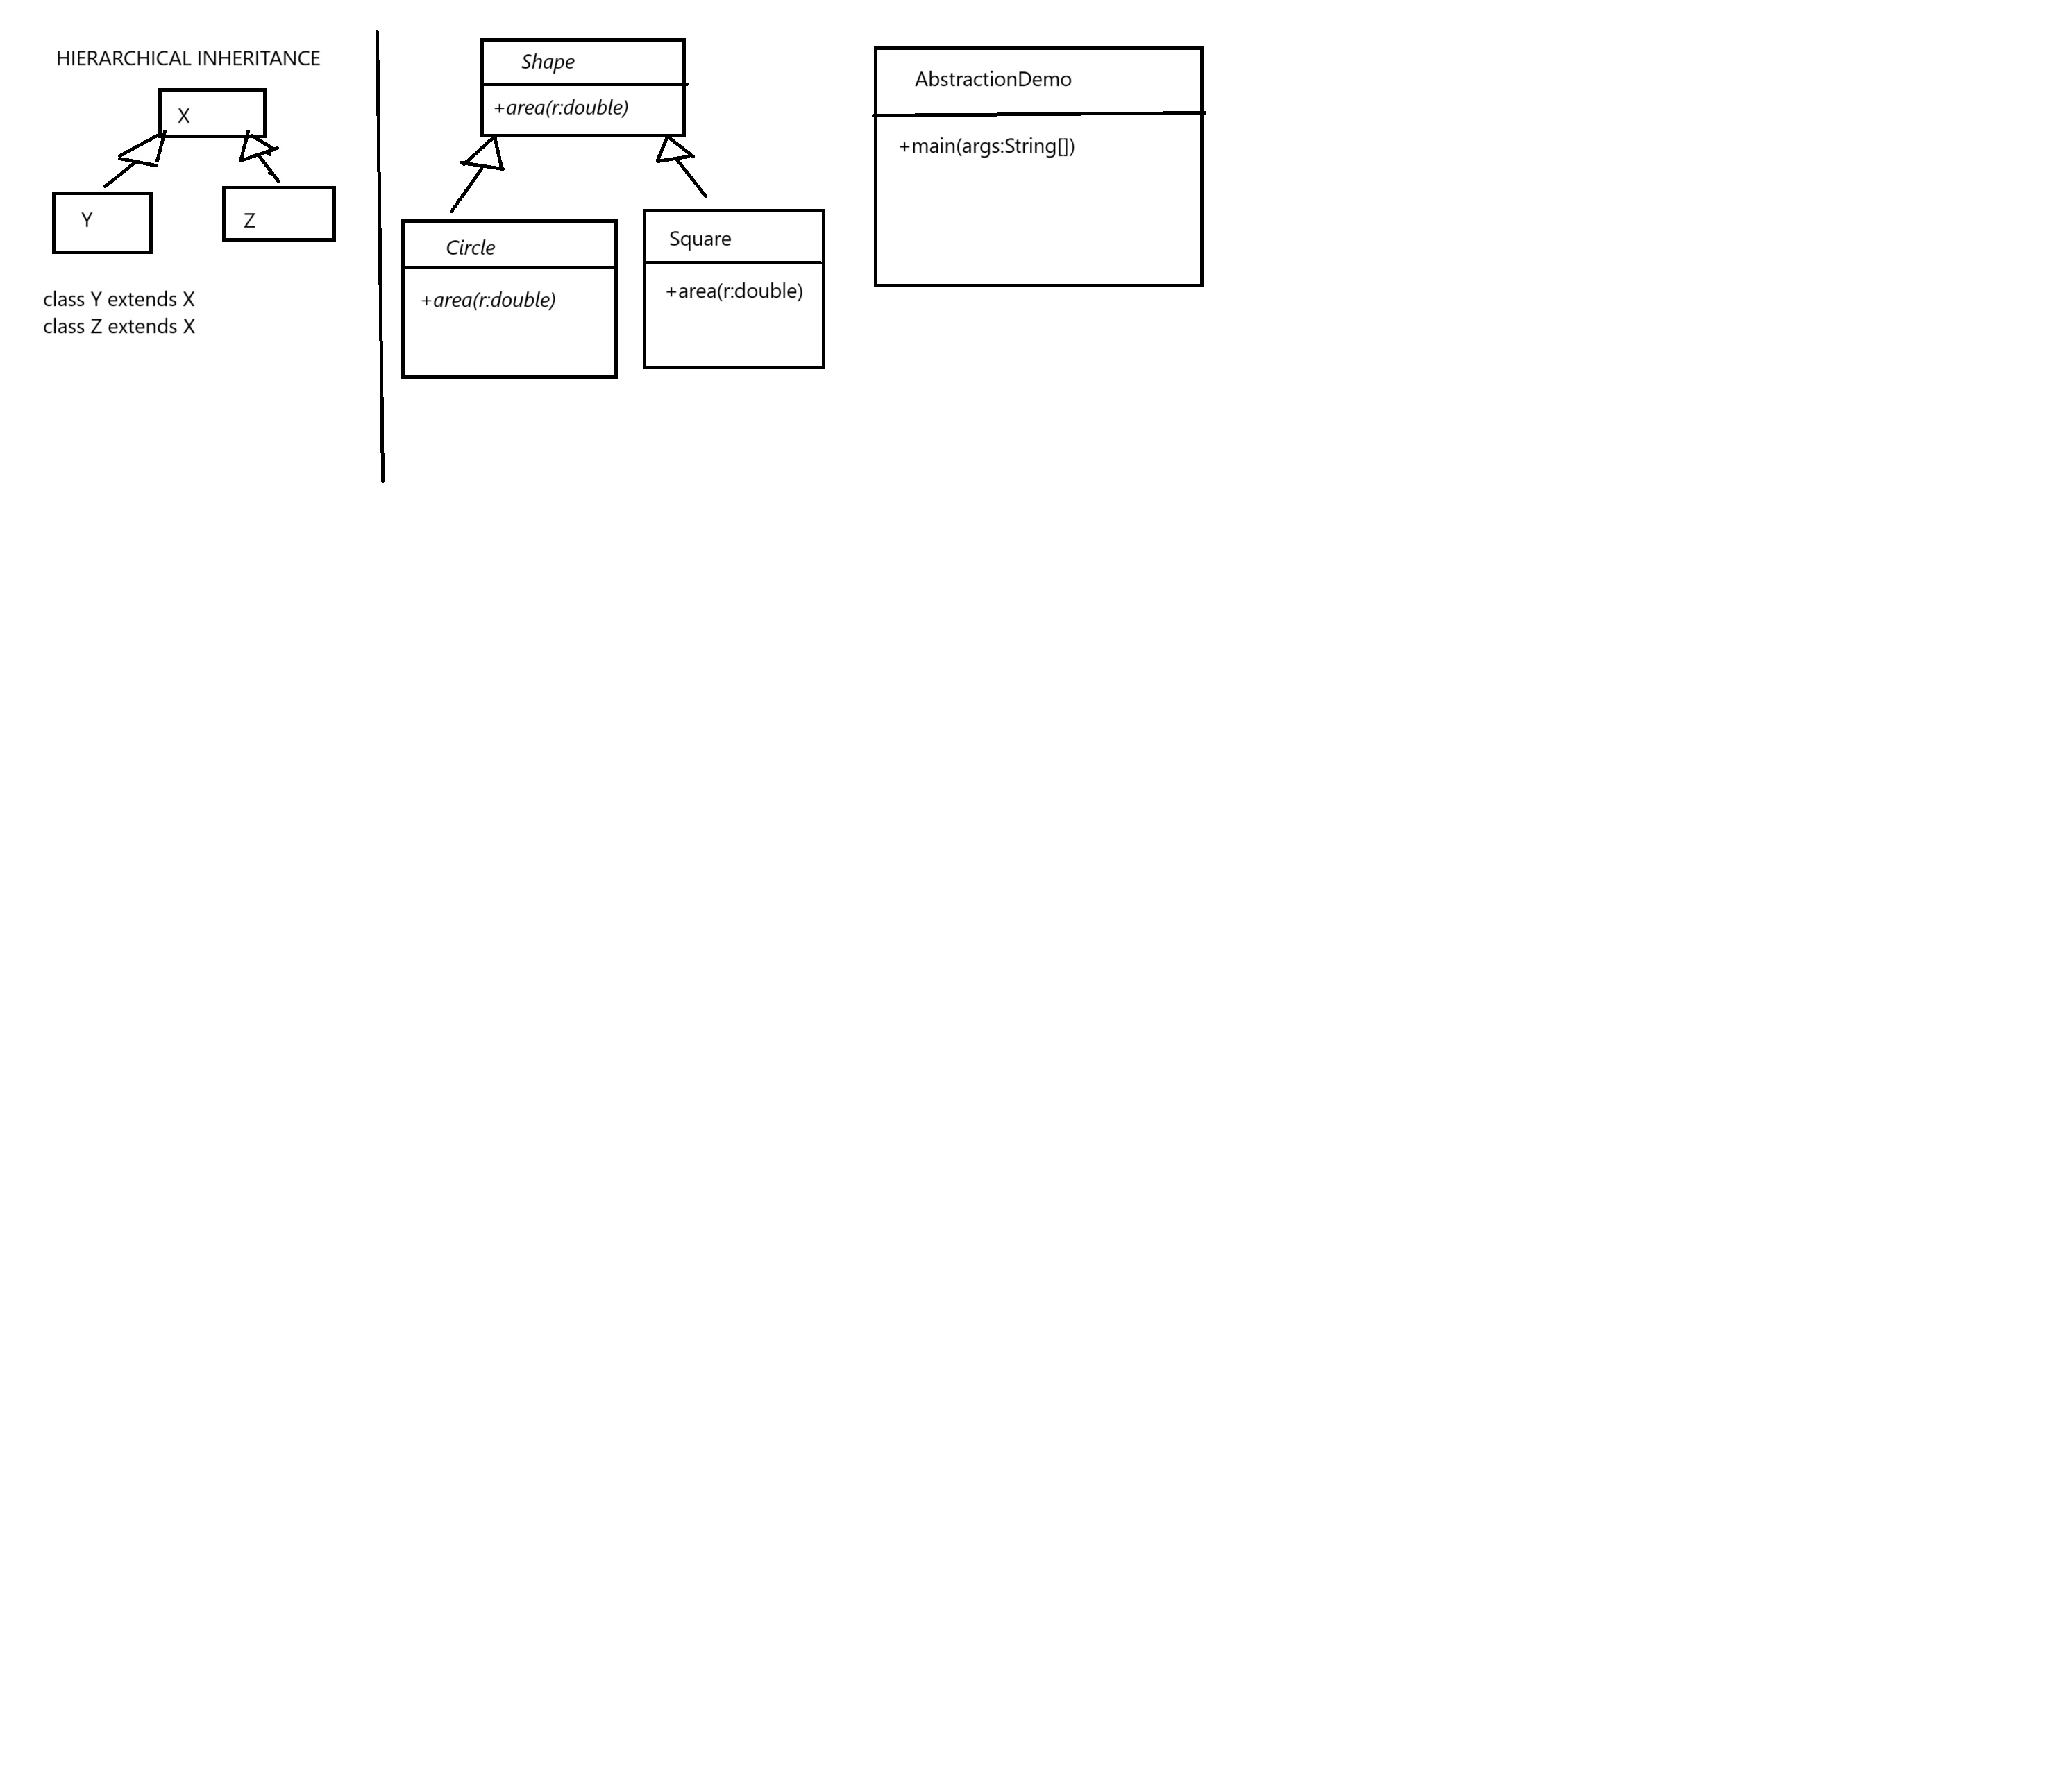 HIERARCHICAL INHERITANCE
X
Y
Z
class Y extends X
class Z extends X
Shape
+area(r:double)
Circle
+area(r:double)
Square
+area(r:double)
AbstractionDemo
+main(args:String[])